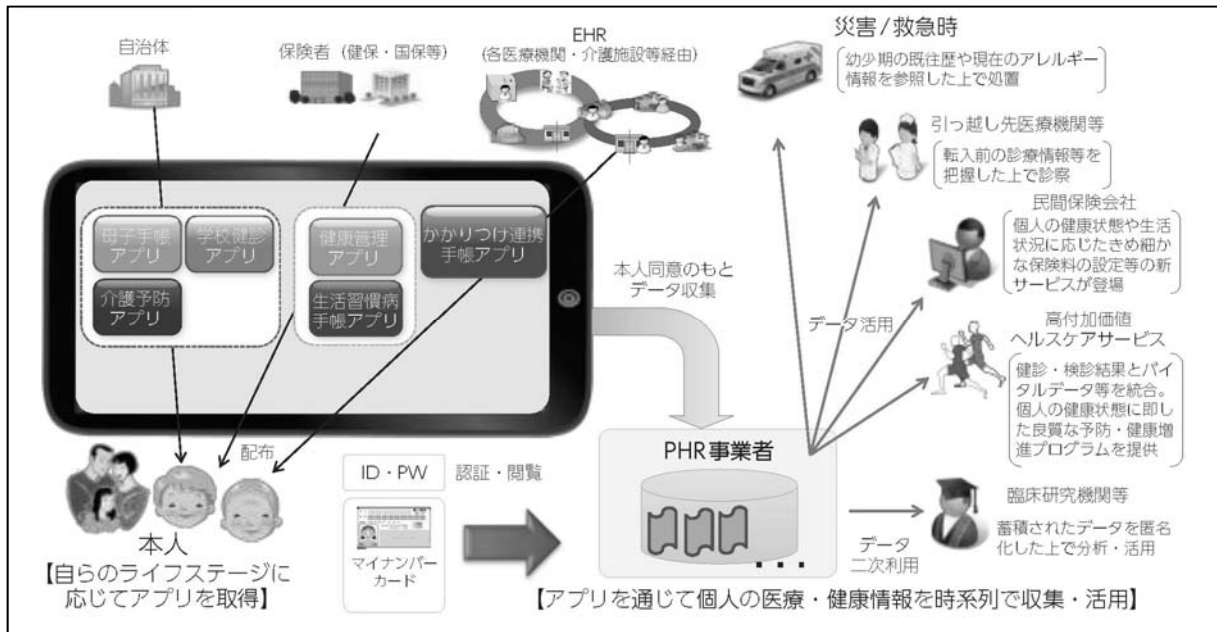 自治体
保険者（健保・国保等）
EHR
（各医療機関・介護施設等経由）
災害/救急時
幼少期の既往歴や現在のアレルギー
情報を参照した上で処置
引っ越し先医療機関等
転入前の診療情報等を
把握した上で診察
民間保険会社
個人の健康状態や生活
状況に応じたきめ細か
な保険料の設定等の新
サービスが登場
高付加価値
ヘルスケアサービス
健診・検診結果とバイ
タルデータ等を統合。
個人の健康状態に即し
た良質な予防・健康増
進プログラムを提供
臨床研究機関等
蓄積されたデータを匿名
化した上で分析・活用
母子手帳
アプリ
学校健診
アプリ
介護予防
アプリ
健康管理
アプリ
生活習慣病
手帳アプリ
かかりつけ連携
手帳アプリ
本人同意のもと
データ収集
データ活用
配布
本人
【自らのライフステージに
応じてアプリを取得】
ID・PW
認証・閲覧
マイナンバー
カード
PHR事業者
データ
二次利用
【アプリを通じて個人の医療・健康情報を時系列で収集・活用】